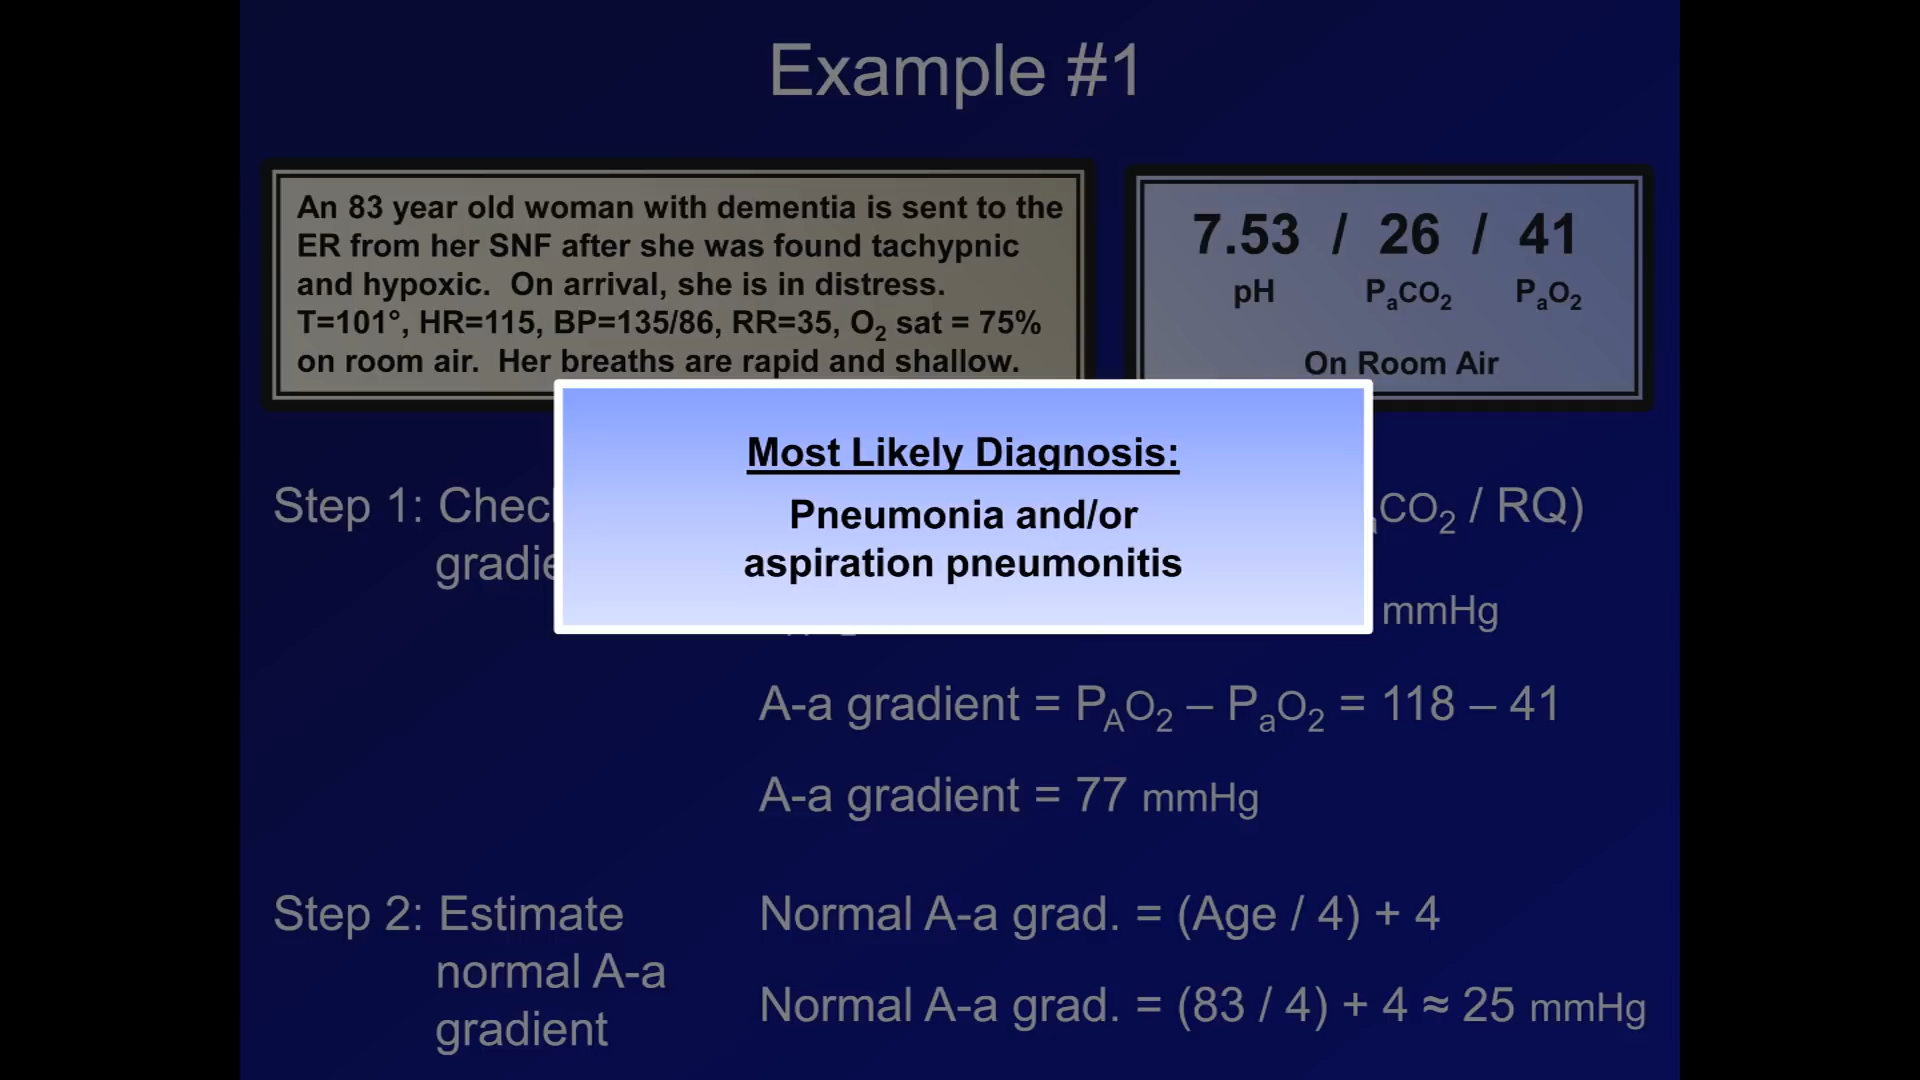 Example #1
An 83 year old woman with dementia is sent to the
ER from her SNF after she was found tachypnic
and hypoxic. On arrival, she is in distress.
T=101°, HR=115, BP=135/86, RR=35, O₂ sat = 75%
on room air. Her breaths are rapid and shallow.
7.53 / 26 / 41
pH PₐCO₂ PₐO₂
On Room Air
Most Likely Diagnosis:
Pneumonia and/or
aspiration pneumonitis
Step 1:
CO₂ / RQ)
mmHg
A-a gradient = PAO₂ – PₐO₂ = 118 – 41
A-a gradient = 77 mmHg
Step 2: Estimate
normal A-a
gradient
Normal A-a grad. = (Age / 4) + 4
Normal A-a grad. = (83 / 4) + 4 ≈ 25 mmHg